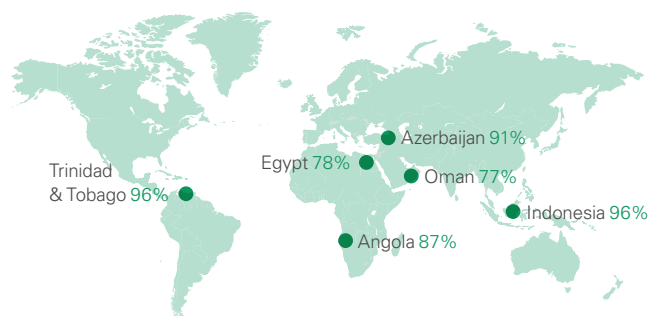 Azerbaijan 91%
Egypt 78%
Trinidad
& Tobago 96%
Oman 77%
Indonesia 96%
Angola 87%